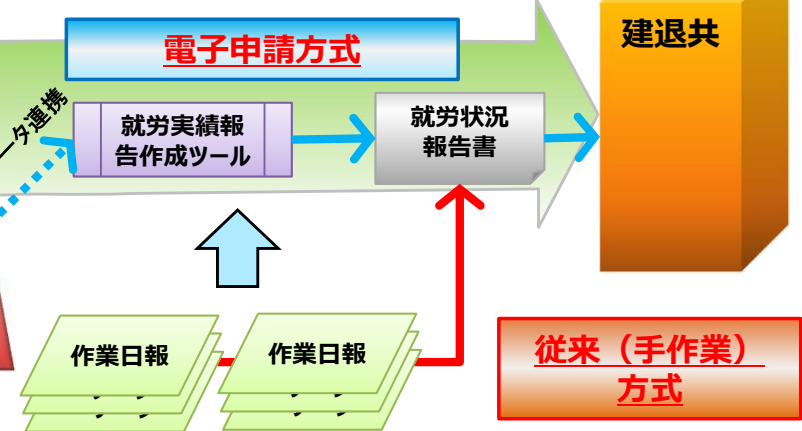 電子申請方式
建退共
ータ連携
就労実績報
告作成ツール
就労状況
報告書
作業日報
作業日報
従来（手作業）
方式